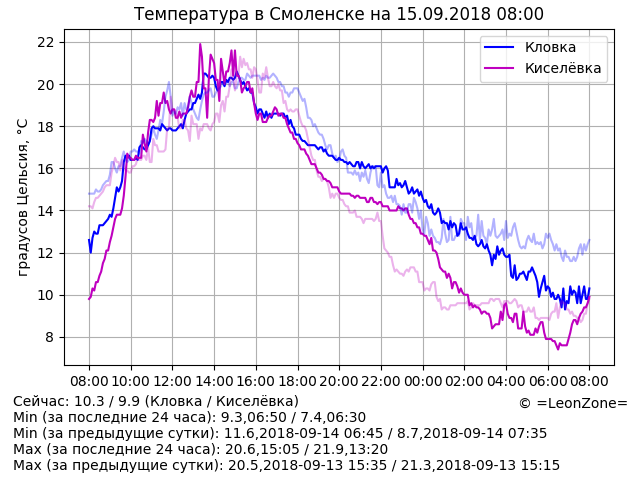 Температура в Смоленске на 15.09.2018 08:00
градусов Цельсия, °C
22
20
18
16
14
12
10
8
Кловка
Киселёвка
08:00 10:00 12:00 14:00 16:00 18:00 20:00 22:00 00:00 02:00 04:00 06:00 08:00
Сейчас: 10.3 / 9.9 (Кловка / Киселёвка)
© =LeonZone=
Min (за последние 24 часа): 9.3,06:50 / 7.4,06:30
Min (за предыдущие сутки): 11.6,2018-09-14 06:45 / 8.7,2018-09-14 07:35
Max (за последние 24 часа): 20.6,15:05 / 21.9,13:20
Max (за предыдущие сутки): 20.5,2018-09-13 15:35 / 21.3,2018-09-13 15:15